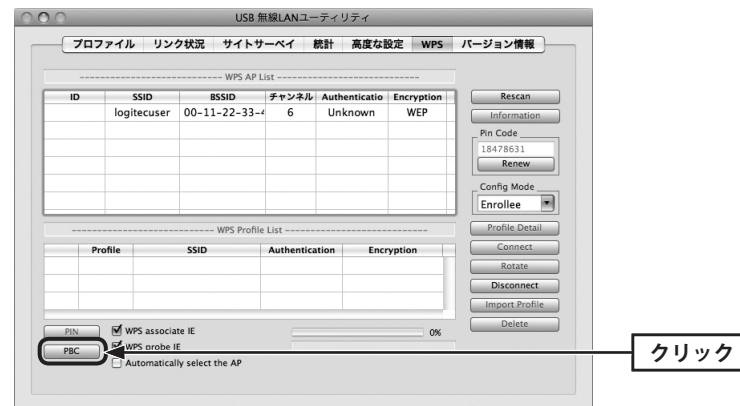 USB 無線LANユーティリティ
プロファイル リンク状況 サイトサーベイ 統計 高度な設定 WPS バージョン情報
WPS AP List
ID SSID BSSID チャンネル Authenticatio Encryption
logitecuser 00-11-22-33-4 6 Unknown WEP
Rescan
Information
Pin Code
18478631
Renew
Config Mode
Enrollee
WPS Profile List
Profile SSID Authentication Encryption
Profile Detail
Connect
Rotate
Disconnect
Import Profile
Delete
PIN WPS associate IE 0%
PBC WPS probe IE
Automatically select the AP
クリック